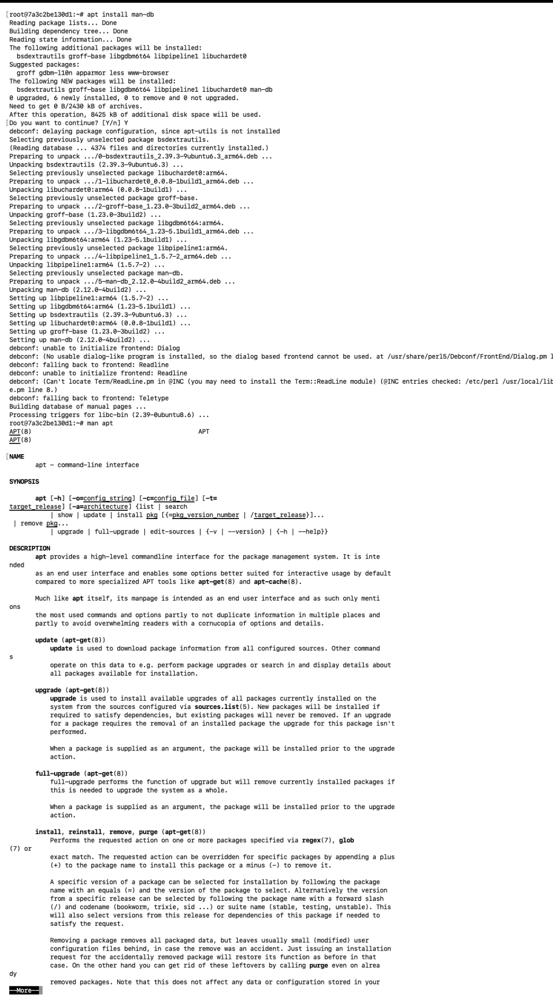 [root@7a3c2be130d1:~# apt install man-db
Reading package lists... Done
Building dependency tree... Done
Reading state information... Done
The following additional packages will be installed:
  bsdextrautils groff-base libgdbm6t64 libpipeline1 libuchardet0
Suggested packages:
  groff gdbm-l10n apparmor less www-browser
The following NEW packages will be installed:
  bsdextrautils groff-base libgdbm6t64 libpipeline1 libuchardet0 man-db
0 upgraded, 6 newly installed, 0 to remove and 0 not upgraded.
Need to get 0 B/2430 kB of archives.
After this operation, 8425 kB of additional disk space will be used.
[Do you want to continue? [Y/n] Y
debconf: delaying package configuration, since apt-utils is not installed
Selecting previously unselected package bsdextrautils.
(Reading database ... 4374 files and directories currently installed.)
Preparing to unpack .../0-bsdextrautils_2.39.3-9ubuntu6.3_arm64.deb ...
Unpacking bsdextrautils (2.39.3-9ubuntu6.3) ...
Selecting previously unselected package libuchardet0:arm64.
Preparing to unpack .../1-libuchardet0_0.0.8-1build1_arm64.deb ...
Unpacking libuchardet0:arm64 (0.0.8-1build1) ...
Selecting previously unselected package groff-base.
Preparing to unpack .../2-groff-base_1.23.0-3build2_arm64.deb ...
Unpacking groff-base (1.23.0-3build2) ...
Selecting previously unselected package libgdbm6t64:arm64.
Preparing to unpack .../3-libgdbm6t64_1.23-5.1build1_arm64.deb ...
Unpacking libgdbm6t64:arm64 (1.23-5.1build1) ...
Selecting previously unselected package libpipeline1:arm64.
Preparing to unpack .../4-libpipeline1_1.5.7-2_arm64.deb ...
Unpacking libpipeline1:arm64 (1.5.7-2) ...
Selecting previously unselected package man-db.
Preparing to unpack .../5-man-db_2.12.0-4build2_arm64.deb ...
Unpacking man-db (2.12.0-4build2) ...
Setting up libpipeline1:arm64 (1.5.7-2) ...
Setting up libgdbm6t64:arm64 (1.23-5.1build1) ...
Setting up bsdextrautils (2.39.3-9ubuntu6.3) ...
Setting up libuchardet0:arm64 (0.0.8-1build1) ...
Setting up groff-base (1.23.0-3build2) ...
Setting up man-db (2.12.0-4build2) ...
debconf: unable to initialize frontend: Dialog
debconf: (No usable dialog-like program is installed, so the dialog based frontend cannot be used. at /usr/share/perl5/Debconf/FrontEnd/Dialog.pm l
debconf: falling back to frontend: Readline
debconf: unable to initialize frontend: Readline
debconf: (Can't locate Term/ReadLine.pm in @INC (you may need to install the Term::ReadLine module) (@INC entries checked: /etc/perl /usr/local/lib
e.pm line 8.)
debconf: falling back to frontend: Teletype
Building database of manual pages ...
Processing triggers for libc-bin (2.39-0ubuntu8.6) ...
root@7a3c2be130d1:~# man apt
APT(8)                                             APT
APT(8)
[NAME
       apt - command-line interface
SYNOPSIS
       apt [-h] [-o=config_string] [-c=config_file] [-t=
target_release] [-a=architecture] {list | search
           | show | update | install pkg [{=pkg_version_number | /target_release}]...
 | remove pkg...
           | upgrade | full-upgrade | edit-sources | {-v | --version} | {-h | --help}}
DESCRIPTION
       apt provides a high-level commandline interface for the package management system. It is inte
nded
       as an end user interface and enables some options better suited for interactive usage by default
       compared to more specialized APT tools like apt-get(8) and apt-cache(8).
       Much like apt itself, its manpage is intended as an end user interface and as such only menti
ons
       the most used commands and options partly to not duplicate information in multiple places and
       partly to avoid overwhelming readers with a cornucopia of options and details.
       update (apt-get(8))
           update is used to download package information from all configured sources. Other command
s
           operate on this data to e.g. perform package upgrades or search in and display details about
           all packages available for installation.
       upgrade (apt-get(8))
           upgrade is used to install available upgrades of all packages currently installed on the
           system from the sources configured via sources.list(5). New packages will be installed if
           required to satisfy dependencies, but existing packages will never be removed. If an upgrade
           for a package requires the removal of an installed package the upgrade for this package isn't
           performed.
           When a package is supplied as an argument, the package will be installed prior to the upgrade
           action.
       full-upgrade (apt-get(8))
           full-upgrade performs the function of upgrade but will remove currently installed packages if
           this is needed to upgrade the system as a whole.
           When a package is supplied as an argument, the package will be installed prior to the upgrade
           action.
       install, reinstall, remove, purge (apt-get(8))
           Performs the requested action on one or more packages specified via regex(7), glob
(7) or
           exact match. The requested action can be overridden for specific packages by appending a plus
           (+) to the package name to install this package or a minus (-) to remove it.
           A specific version of a package can be selected for installation by following the package
           name with an equals (=) and the version of the package to select. Alternatively the version
           from a specific release can be selected by following the package name with a forward slash
           (/) and codename (bookworm, trixie, sid ...) or suite name (stable, testing, unstable). This
           will also select versions from this release for dependencies of this package if needed to
           satisfy the request.
           Removing a package removes all packaged data, but leaves usually small (modified) user
           configuration files behind, in case the remove was an accident. Just issuing an installation
           request for the accidentally removed package will restore its function as before in that
           case. On the other hand you can get rid of these leftovers by calling purge even on alrea
dy
           removed packages. Note that this does not affect any data or configuration stored in your
--More--